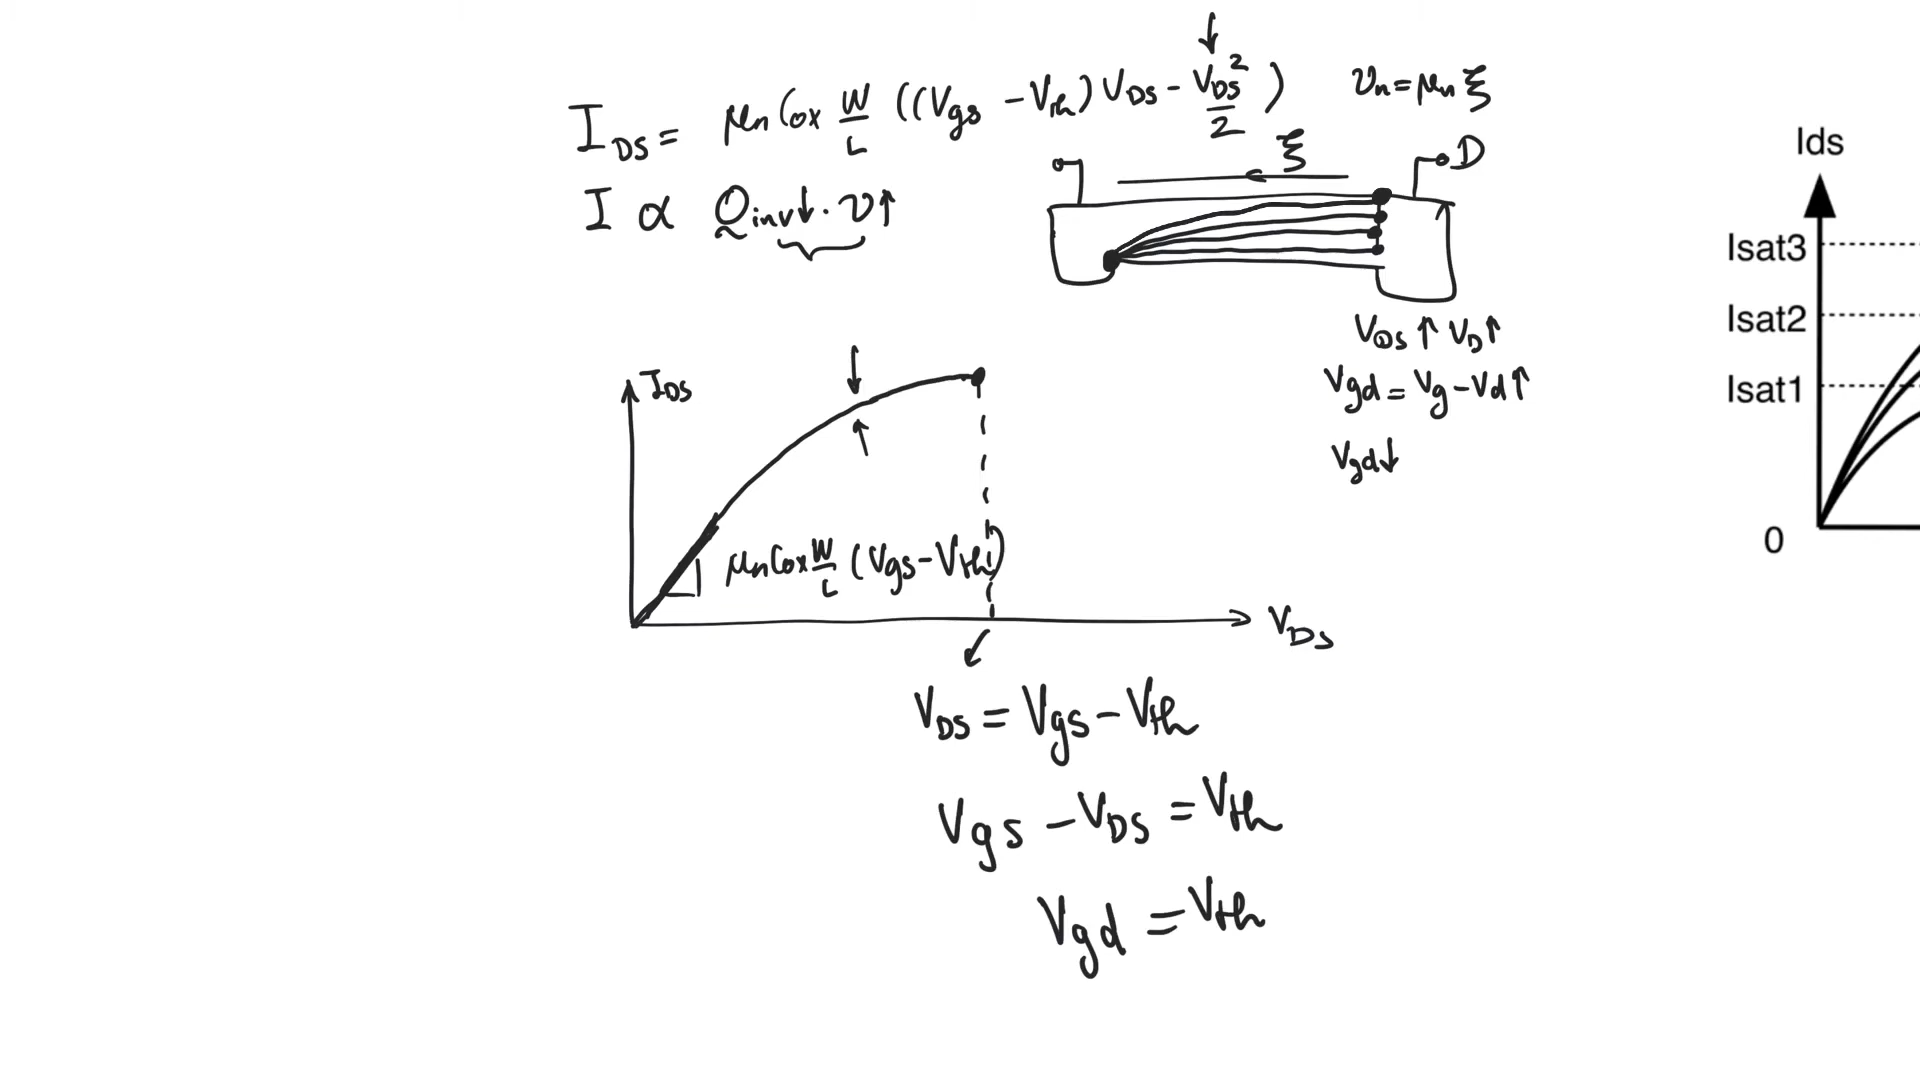 I_DS = μn Cox W/L ((Vgs - Vth) VDS - VDS²/2)
vn = μn ξ
I ∝ Qinv↓ · v↑
ξ
D
VDS ↑ VD↑
Vgd = Vg - Vd↑
Vgd↓
IDS
μn Cox W/L (Vgs - Vth)
VDS
VDS = Vgs - Vth
Vgs - VDS = Vth
Vgd = Vth
Ids
Isat3
Isat2
Isat1
0